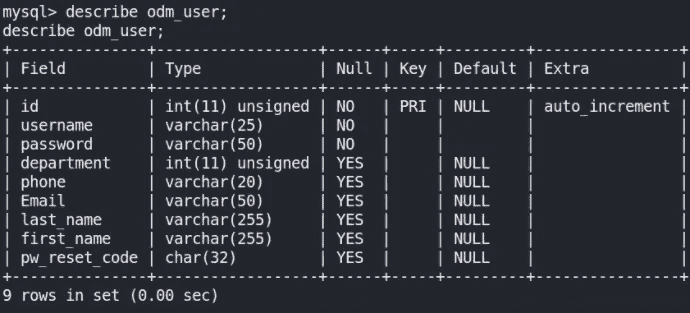 mysql> describe odm_user;
describe odm_user;
+---------------+------------------+------+-----+---------+----------------+
| Field         | Type             | Null | Key | Default | Extra          |
+---------------+------------------+------+-----+---------+----------------+
| id            | int(11) unsigned | NO   | PRI | NULL    | auto_increment |
| username      | varchar(25)      | NO   |     |         |                |
| password      | varchar(50)      | NO   |     |         |                |
| department    | int(11) unsigned | YES  |     | NULL    |                |
| phone         | varchar(20)      | YES  |     | NULL    |                |
| Email         | varchar(50)      | YES  |     | NULL    |                |
| last_name     | varchar(255)     | YES  |     | NULL    |                |
| first_name    | varchar(255)     | YES  |     | NULL    |                |
| pw_reset_code | char(32)         | YES  |     | NULL    |                |
+---------------+------------------+------+-----+---------+----------------+
9 rows in set (0.00 sec)